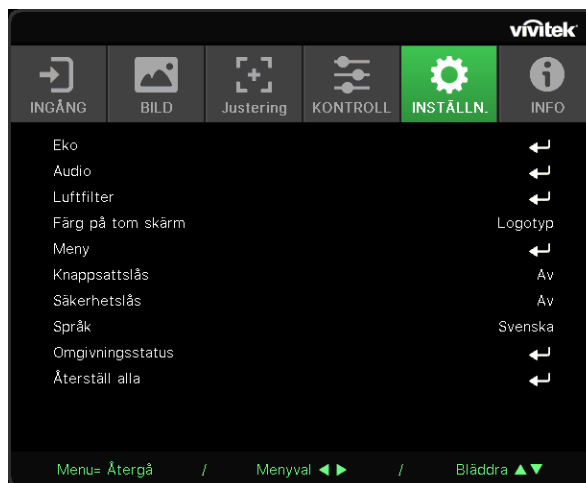 vivitek
INGÅNG BILD Justering KONTROLL INSTÄLLN. INFO
Eko
Audio
Luftfilter
Färg på tom skärm Logotyp
Meny
Knappsattslås Av
Säkerhetslås Av
Språk Svenska
Omgivningsstatus
Återställ alla
Menu= Återgå / Menyval ◀ ▶ / Bläddra ▲▼